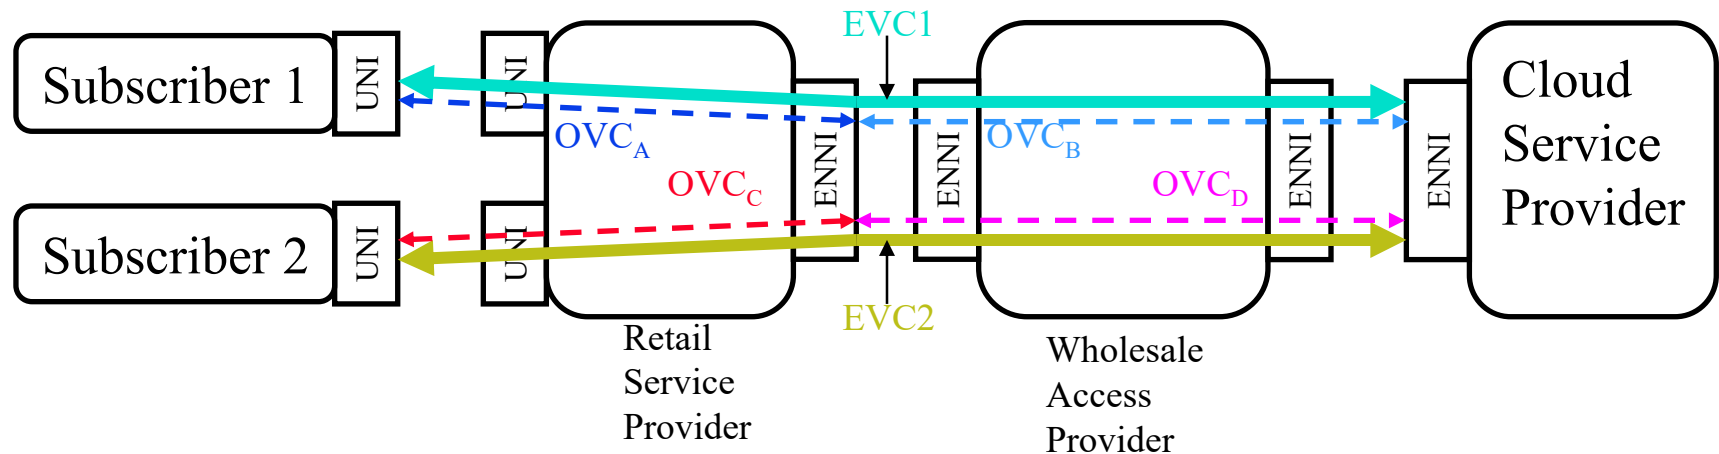 EVC1
Subscriber 1
UNI
UNI
OVCA
OVCB
Cloud
Service
Provider
ENNI
ENNI
ENNI
ENNI
OVCC
OVCD
Subscriber 2
UNI
UNI
EVC2
Retail
Service
Provider
Wholesale
Access
Provider